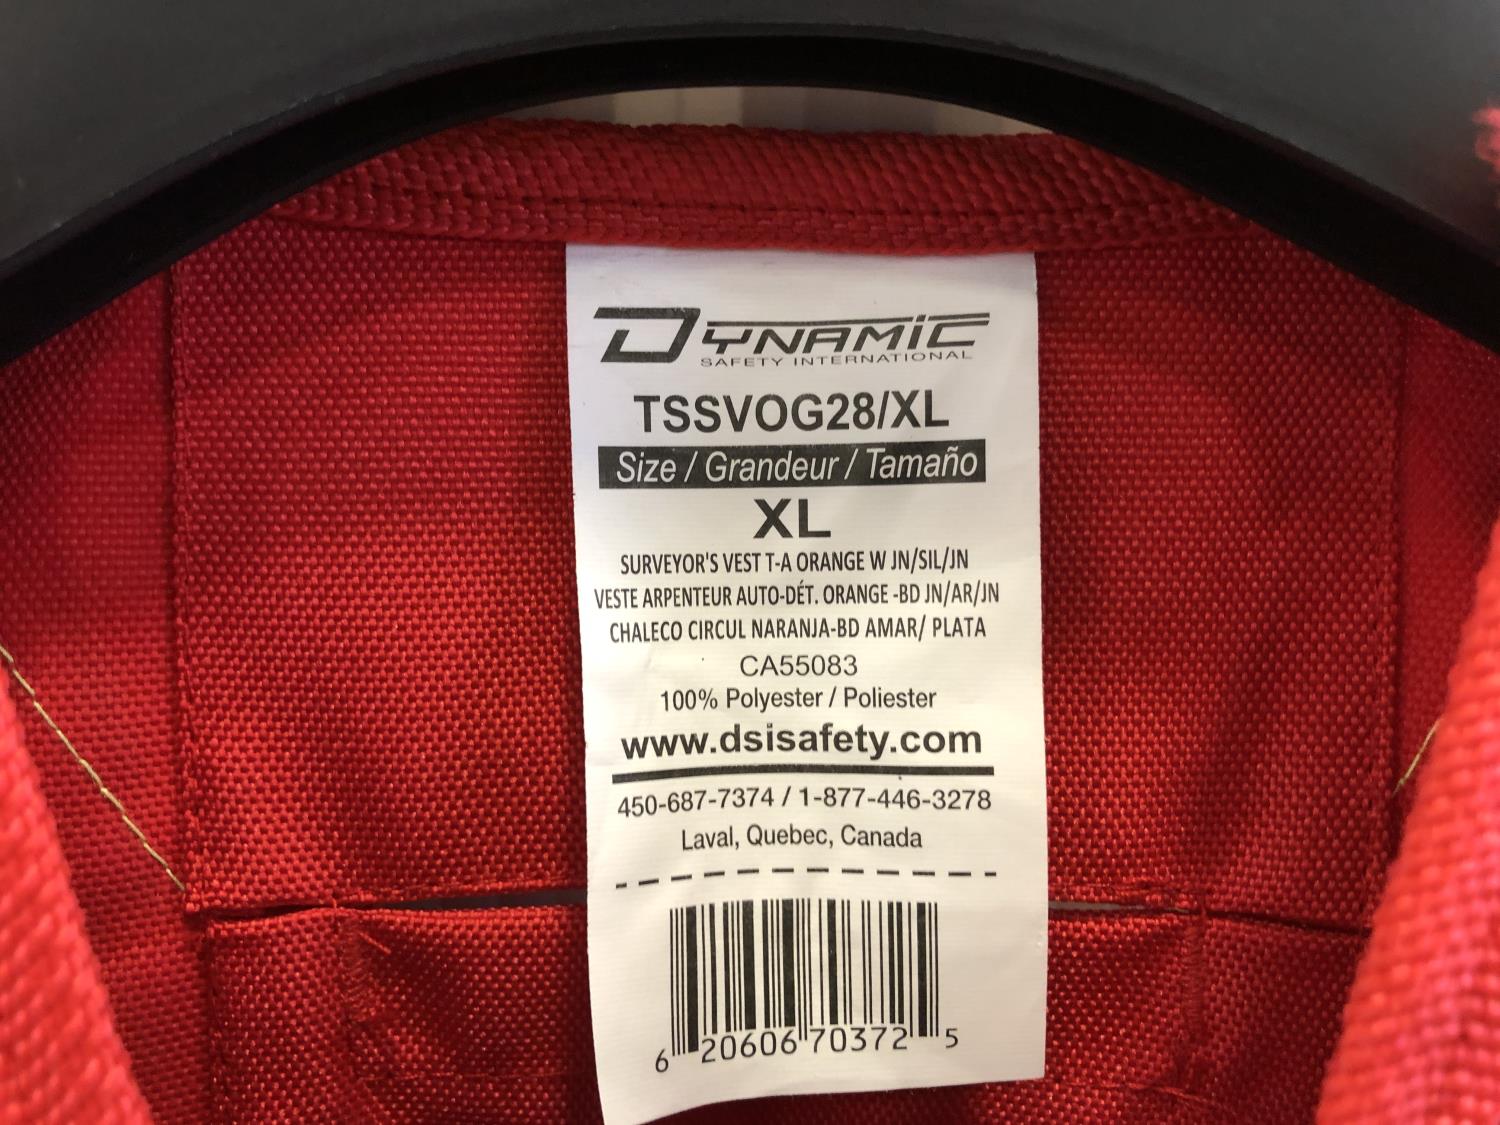 DYNAMIC
SAFETY INTERNATIONAL
TSSVOG28/XL
Size / Grandeur / Tamaño
XL
SURVEYOR'S VEST T-A ORANGE W JN/SIL/JN
VESTE ARPENTEUR AUTO-DÉT. ORANGE -BD JN/AR/JN
CHALECO CIRCUL NARANJA-BD AMAR/ PLATA
CA55083
100% Polyester / Poliester
www.dsisafety.com
450-687-7374 / 1-877-446-3278
Laval, Quebec, Canada
6 20606 70372 5